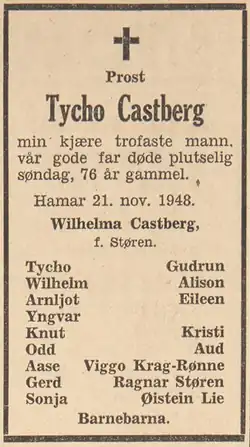 Prost
Tycho Castberg
min kjære trofaste mann.
vår gode far døde plutselig
søndag, 76 år gammel.
Hamar 21. nov. 1948.
Wilhelma Castberg,
f. Støren.
Tycho Gudrun
Wilhelm Alison
Arnljot Eileen
Yngvar
Knut Kristi
Odd Aud
Aase Viggo Krag-Rønne
Gerd Ragnar Støren
Sonja Øistein Lie
Barnebarna.